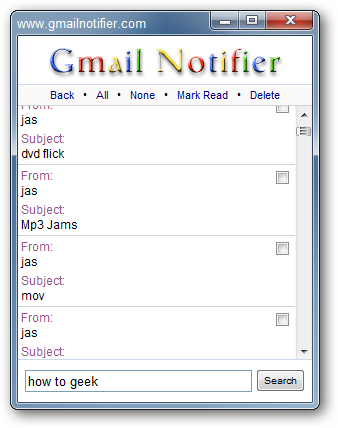 www.gmailnotifier.com
Gmail Notifier
Back • All • None • Mark Read • Delete
From:
jas
Subject:
dvd flick
From:
jas
Subject:
Mp3 Jams
From:
jas
Subject:
mov
From:
jas
Subject:
how to geek Search